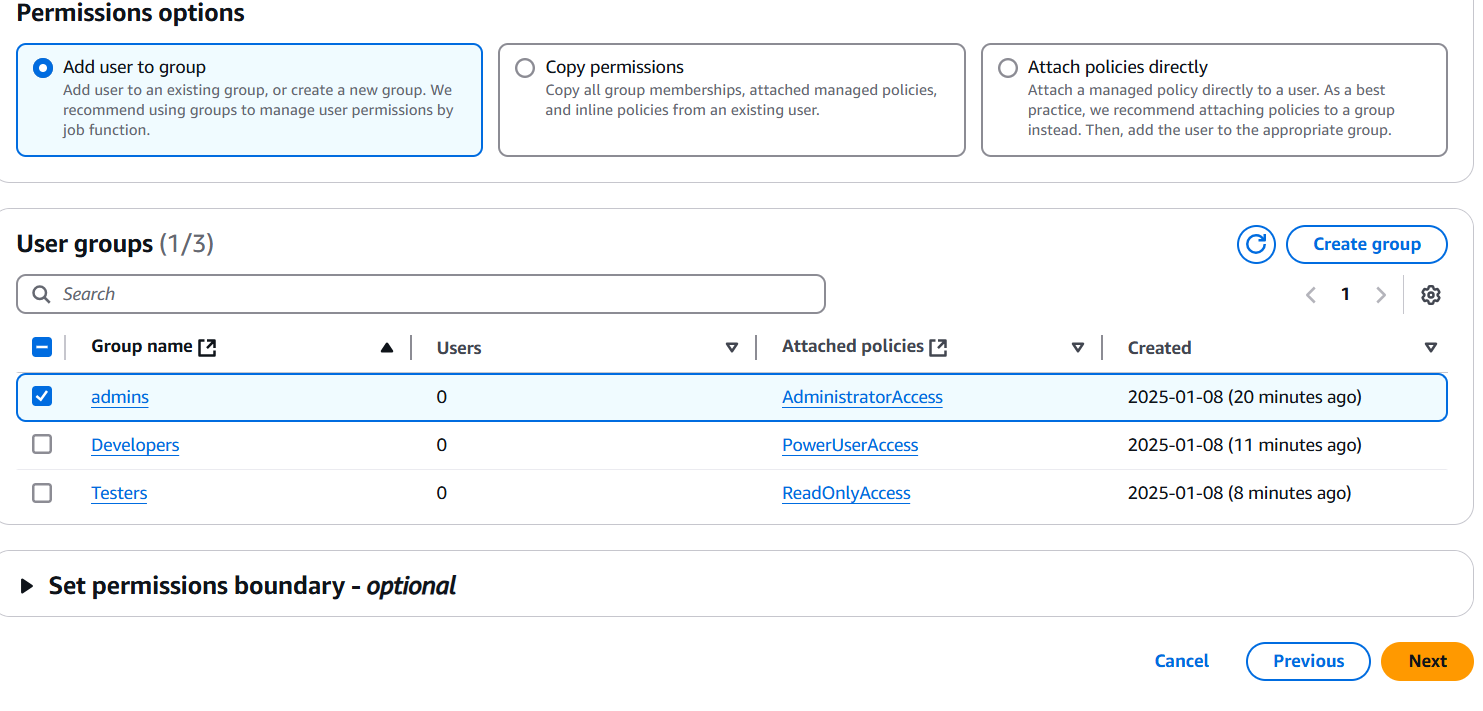 Permissions options
Add user to group
Add user to an existing group, or create a new group. We
recommend using groups to manage user permissions by
job function.
Copy permissions
Copy all group memberships, attached managed policies,
and inline policies from an existing user.
Attach policies directly
Attach a managed policy directly to a user. As a best
practice, we recommend attaching policies to a group
instead. Then, add the user to the appropriate group.
User groups (1/3)
Create group
Search
1
Group name Users Attached policies Created
admins 0 AdministratorAccess 2025-01-08 (20 minutes ago)
Developers 0 PowerUserAccess 2025-01-08 (11 minutes ago)
Testers 0 ReadOnlyAccess 2025-01-08 (8 minutes ago)
Set permissions boundary - optional
Cancel Previous Next